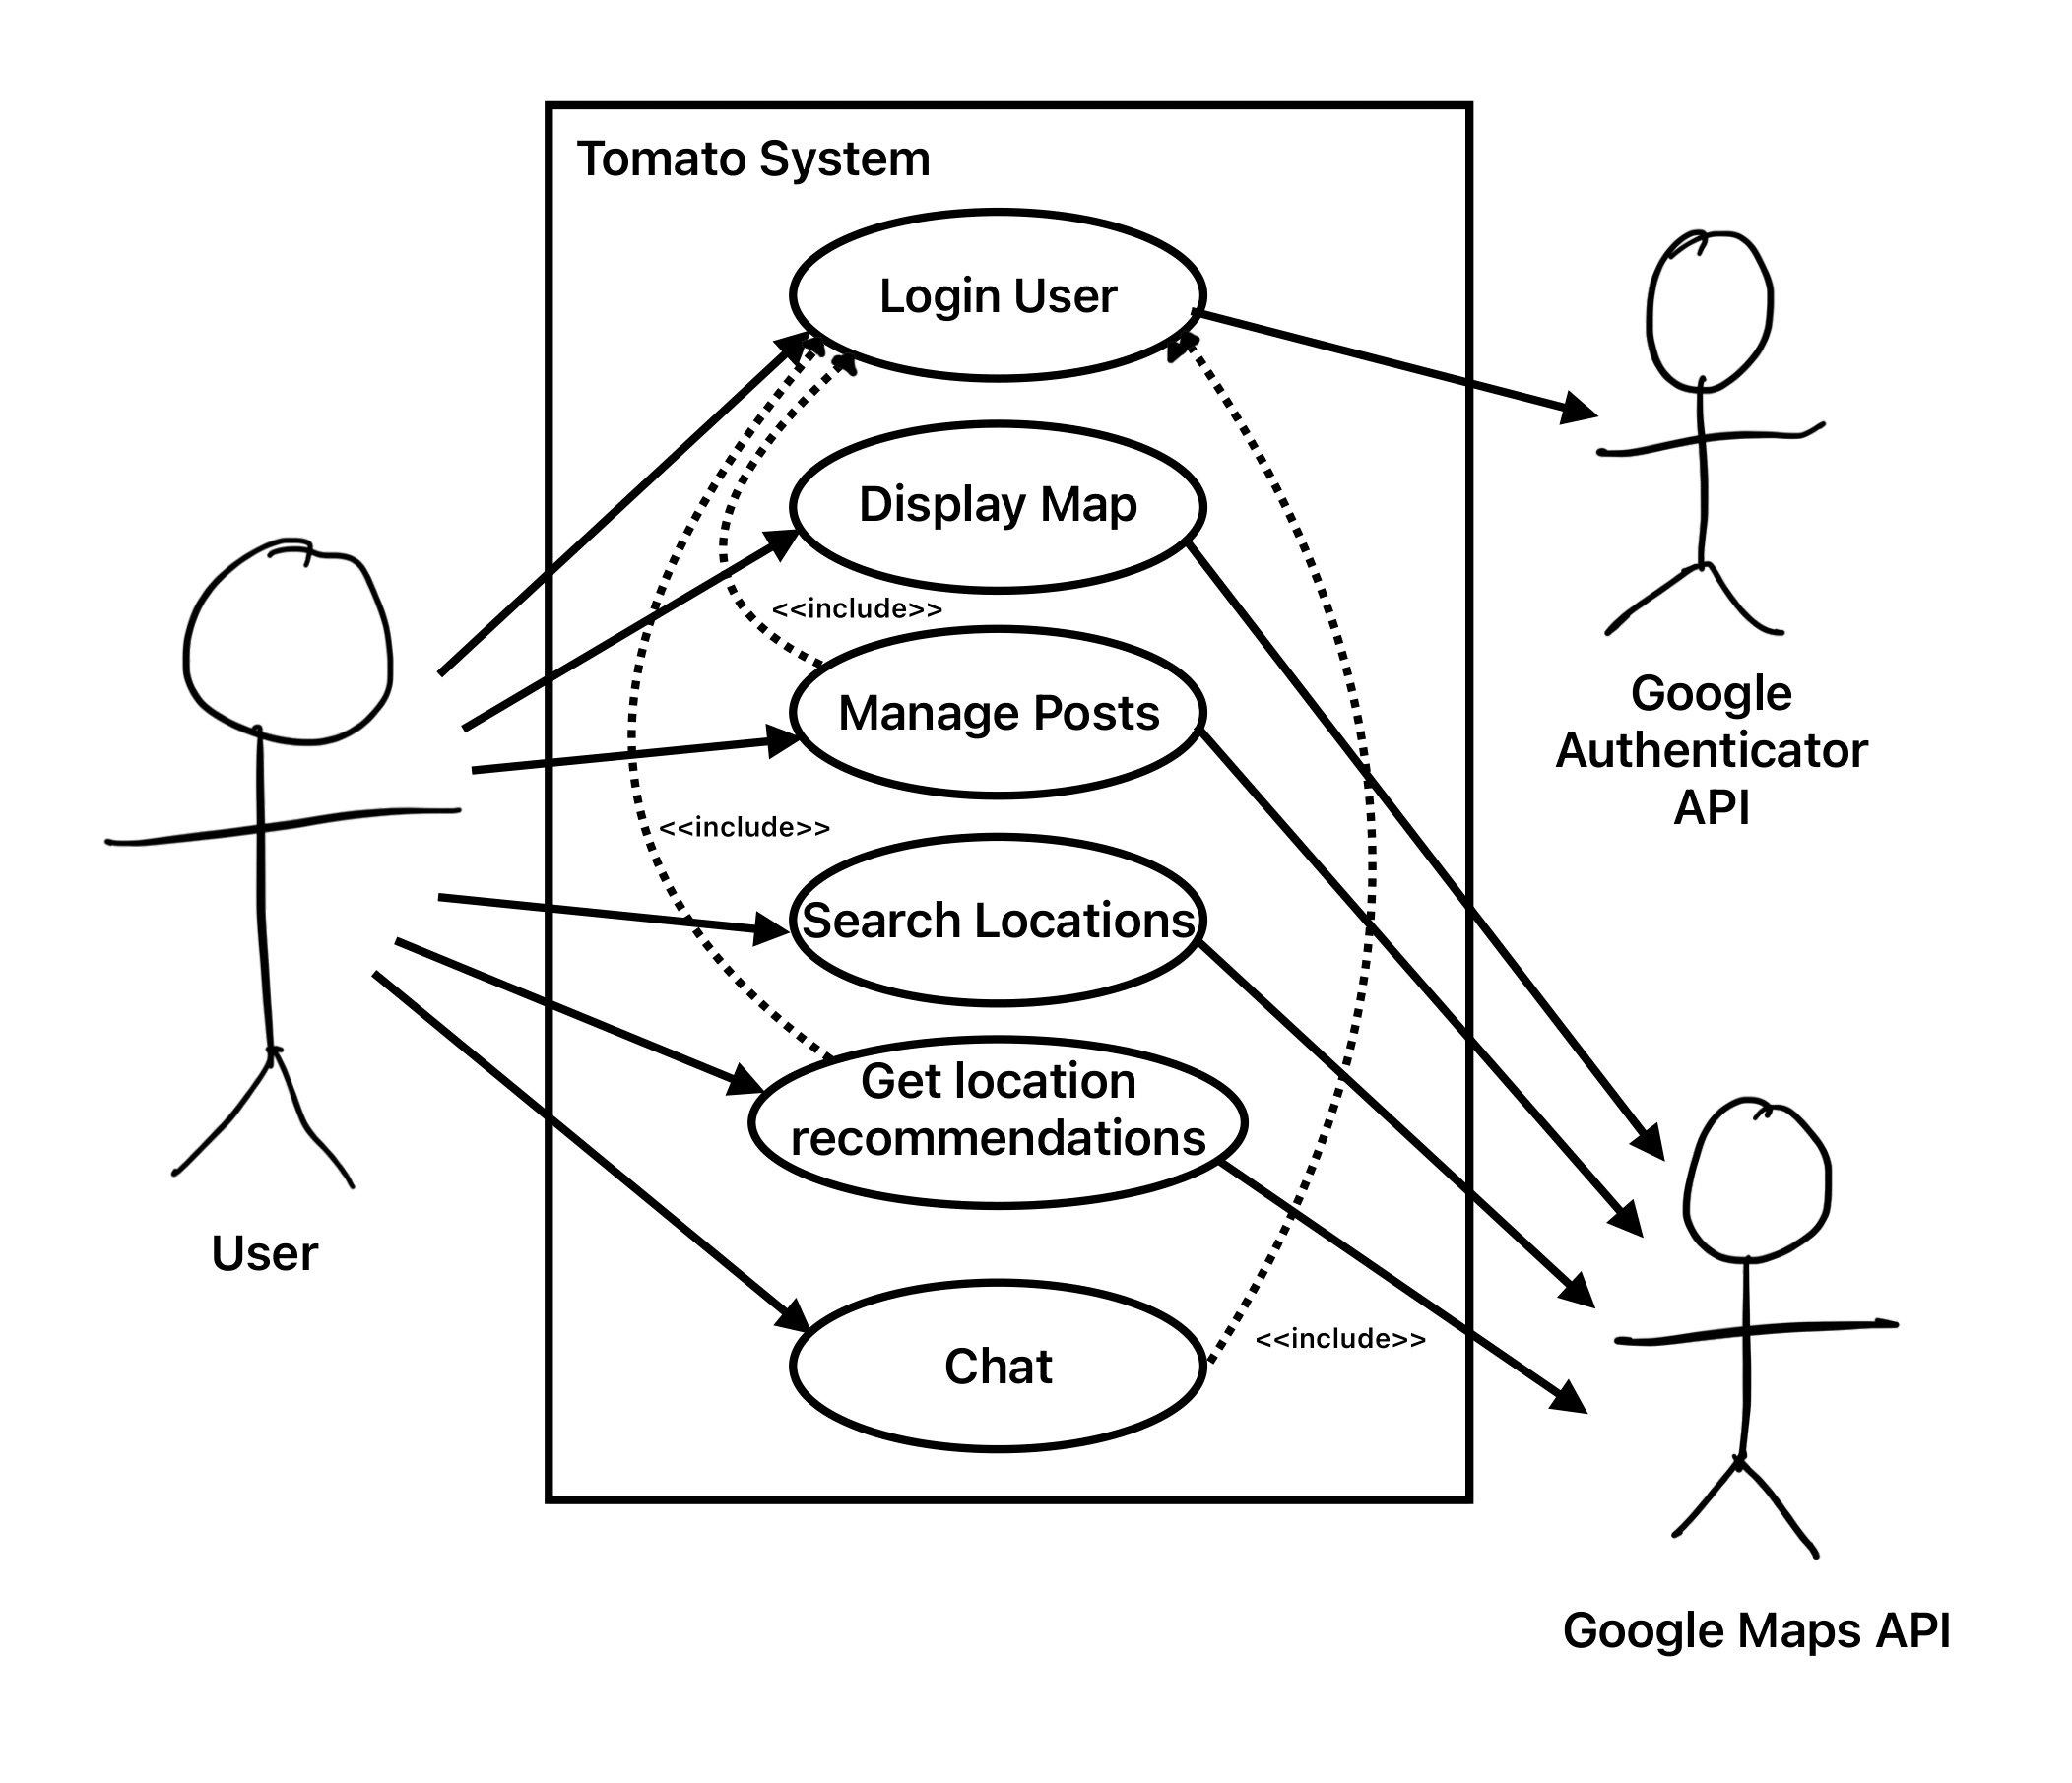 Tomato System
Login User
Display Map
<<include>>
Manage Posts
<<include>>
Search Locations
Get location
recommendations
<<include>>
Chat
User
Google
Authenticator
API
Google Maps API